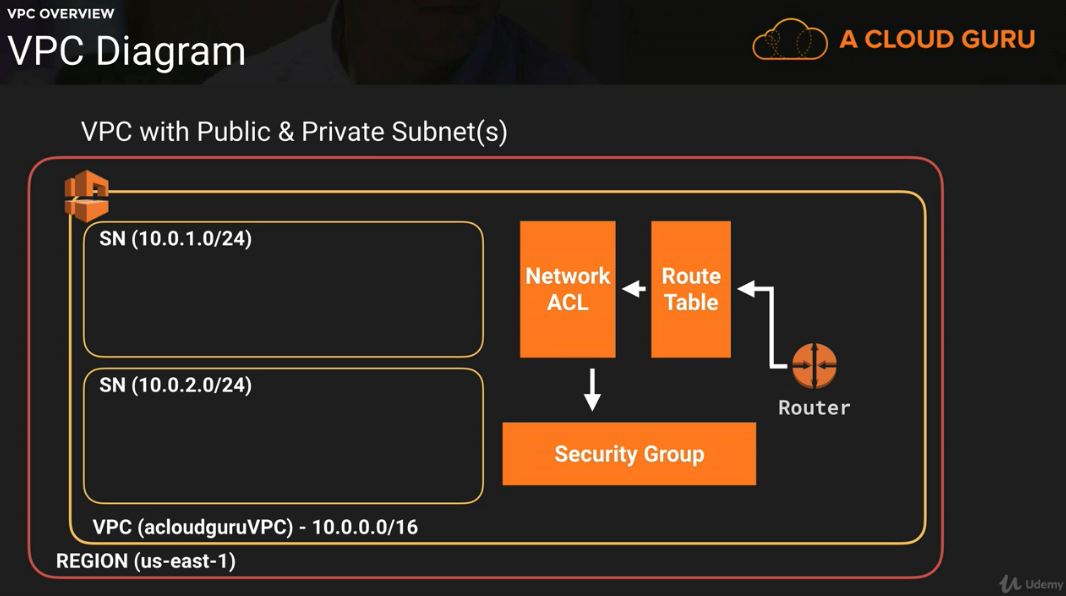 VPC OVERVIEW
VPC Diagram
A CLOUD GURU
VPC with Public & Private Subnet(s)
SN (10.0.1.0/24)
Network
ACL
Route
Table
Router
SN (10.0.2.0/24)
Security Group
VPC (acloudguruVPC) - 10.0.0.0/16
REGION (us-east-1)
Udemy